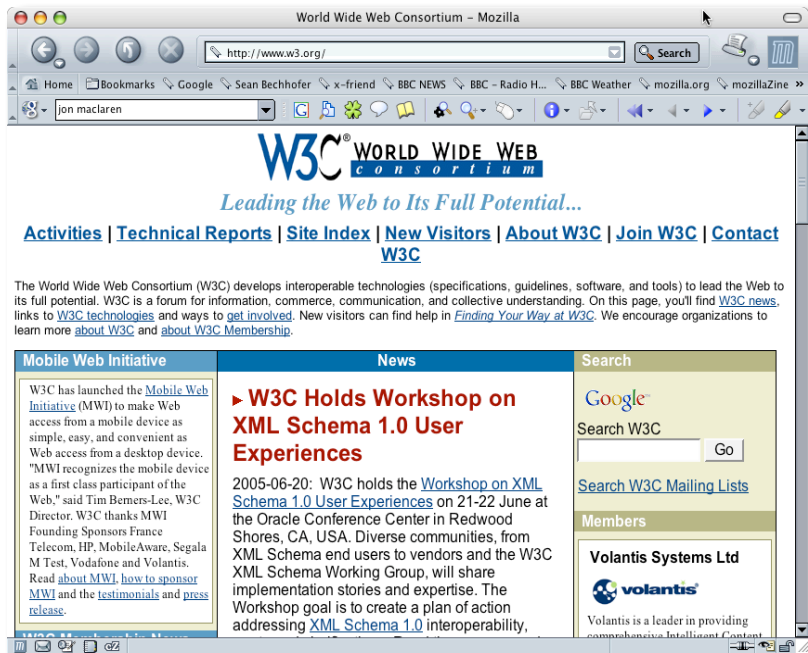 World Wide Web Consortium – Mozilla
http://www.w3.org/
Search
Home Bookmarks Google Sean Bechhofer x-friend BBC NEWS BBC - Radio H... BBC Weather mozilla.org mozillaZine »
jon maclaren
W3C® WORLD WIDE WEB
consortium
Leading the Web to Its Full Potential...
Activities | Technical Reports | Site Index | New Visitors | About W3C | Join W3C | Contact
W3C
The World Wide Web Consortium (W3C) develops interoperable technologies (specifications, guidelines, software, and tools) to lead the Web to
its full potential. W3C is a forum for information, commerce, communication, and collective understanding. On this page, you'll find W3C news,
links to W3C technologies and ways to get involved. New visitors can find help in Finding Your Way at W3C. We encourage organizations to
learn more about W3C and about W3C Membership.
Mobile Web Initiative
W3C has launched the Mobile Web
Initiative (MWI) to make Web
access from a mobile device as
simple, easy, and convenient as
Web access from a desktop device.
"MWI recognizes the mobile device
as a first class participant of the
Web," said Tim Berners-Lee, W3C
Director. W3C thanks MWI
Founding Sponsors France
Telecom, HP, MobileAware, Segala
M Test, Vodafone and Volantis.
Read about MWI, how to sponsor
MWI and the testimonials and press
release.
W3C Membership News
News
W3C Holds Workshop on
XML Schema 1.0 User
Experiences
2005-06-20: W3C holds the Workshop on XML
Schema 1.0 User Experiences on 21-22 June at
the Oracle Conference Center in Redwood
Shores, CA, USA. Diverse communities, from
XML Schema end users to vendors and the W3C
XML Schema Working Group, will share
implementation stories and expertise. The
Workshop goal is to create a plan of action
addressing XML Schema 1.0 interoperability,
Search
Google
Search W3C
Go
Search W3C Mailing Lists
Members
Volantis Systems Ltd
volantis
Volantis is a leader in providing
comprehensive Intelligent Content